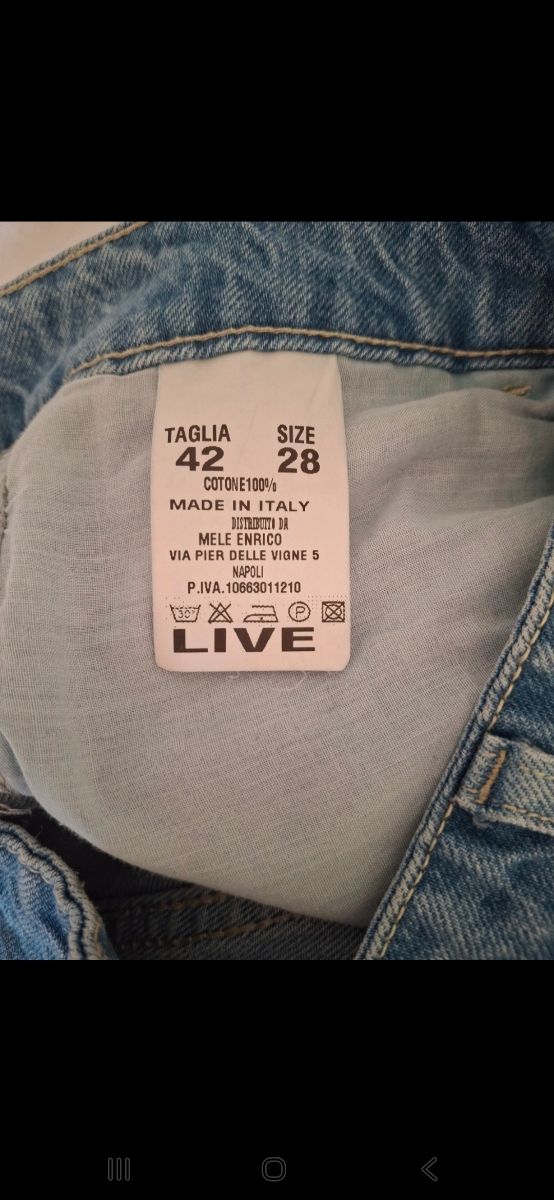 TAGLIA SIZE
42 28
COTONE100%
MADE IN ITALY
DISTRIBUITO DA
MELE ENRICO
VIA PIER DELLE VIGNE 5
NAPOLI
P.IVA.10663011210
30° P
LIVE